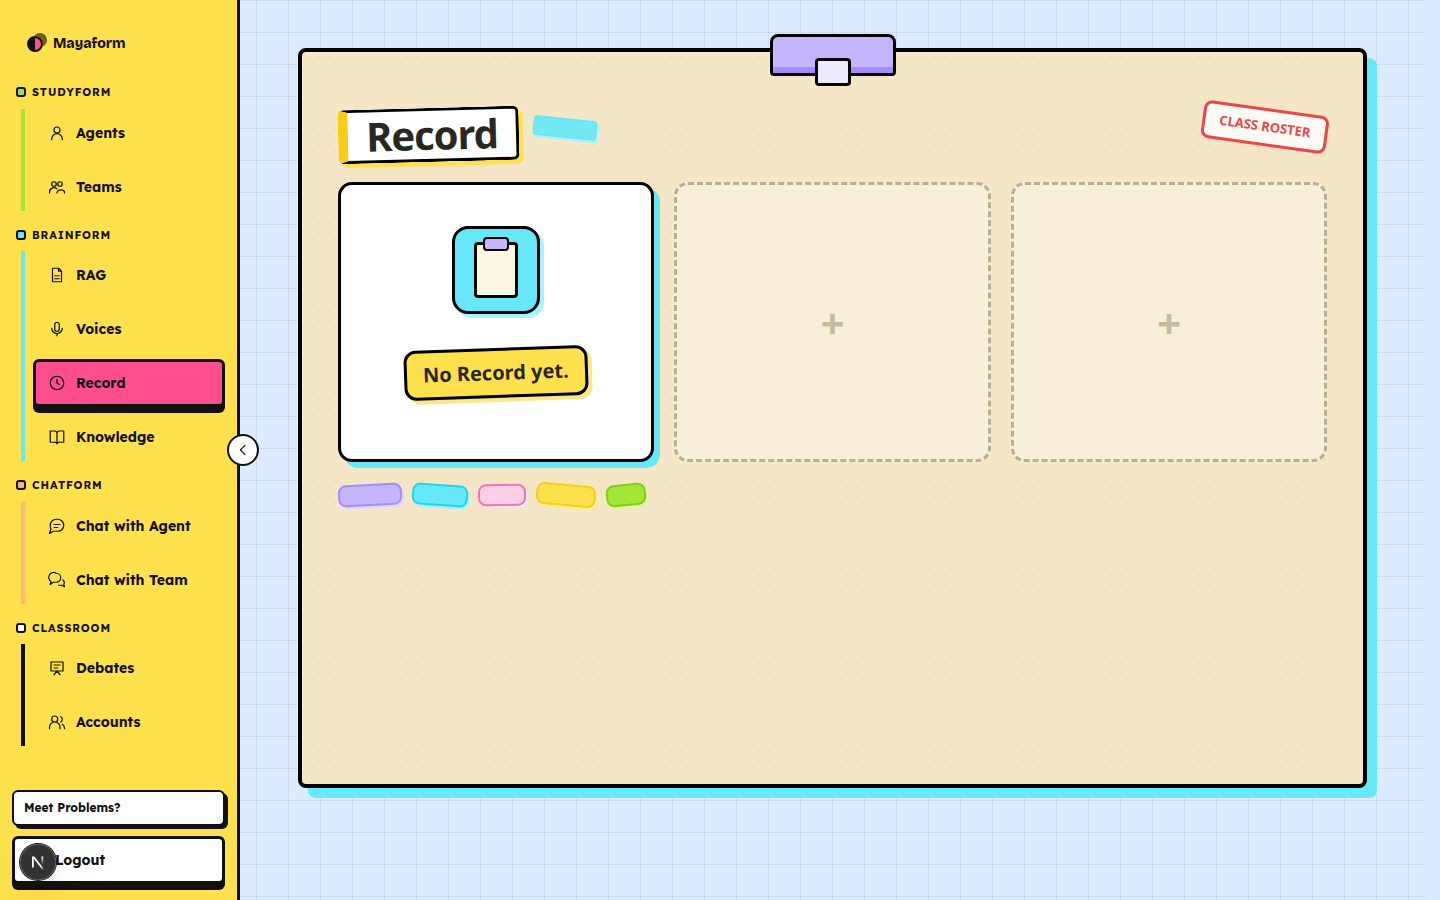 Mayaform
STUDYFORM
Agents
Teams
BRAINFORM
RAG
Voices
Record
Knowledge
CHATFORM
Chat with Agent
Chat with Team
CLASSROOM
Debates
Accounts
Meet Problems?
N
Logout
Record
CLASS ROSTER
No Record yet.
+
+